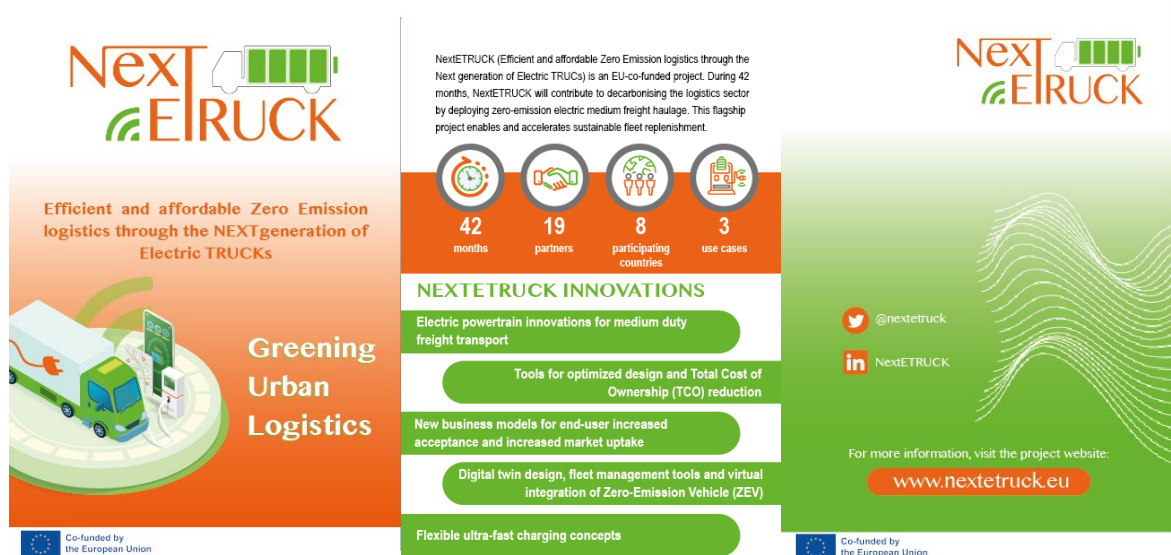 NEXT
ETRUCK
Efficient and affordable Zero Emission
logistics through the NEXTgeneration of
Electric TRUCKs
Greening
Urban
Logistics
Co-funded by
the European Union
NextETRUCK (Efficient and affordable Zero Emission logistics through the
Next generation of Electric TRUCs) is an EU-co-funded project. During 42
months, NextETRUCK will contribute to decarbonising the logistics sector
by deploying zero-emission electric medium freight haulage. This flagship
project enables and accelerates sustainable fleet replenishment.
42
months
19
partners
8
participating
countries
3
use cases
NEXTETRUCK INNOVATIONS
Electric powertrain innovations for medium duty
freight transport
Tools for optimized design and Total Cost of
Ownership (TCO) reduction
New business models for end-user increased
acceptance and increased market uptake
Digital twin design, fleet management tools and virtual
integration of Zero-Emission Vehicle (ZEV)
Flexible ultra-fast charging concepts
NEXT
ETRUCK
@nextetruck
in
NextETRUCK
For more information, visit the project website:
www.nextetruck.eu
Co-funded by
the European Union